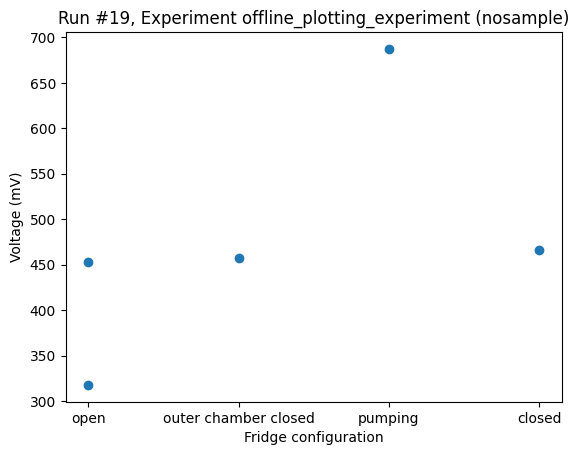 Run #19, Experiment offline_plotting_experiment (nosample)
700
650
600
550
500
450
400
350
300
Voltage (mV)
open outer chamber closed pumping closed
Fridge configuration